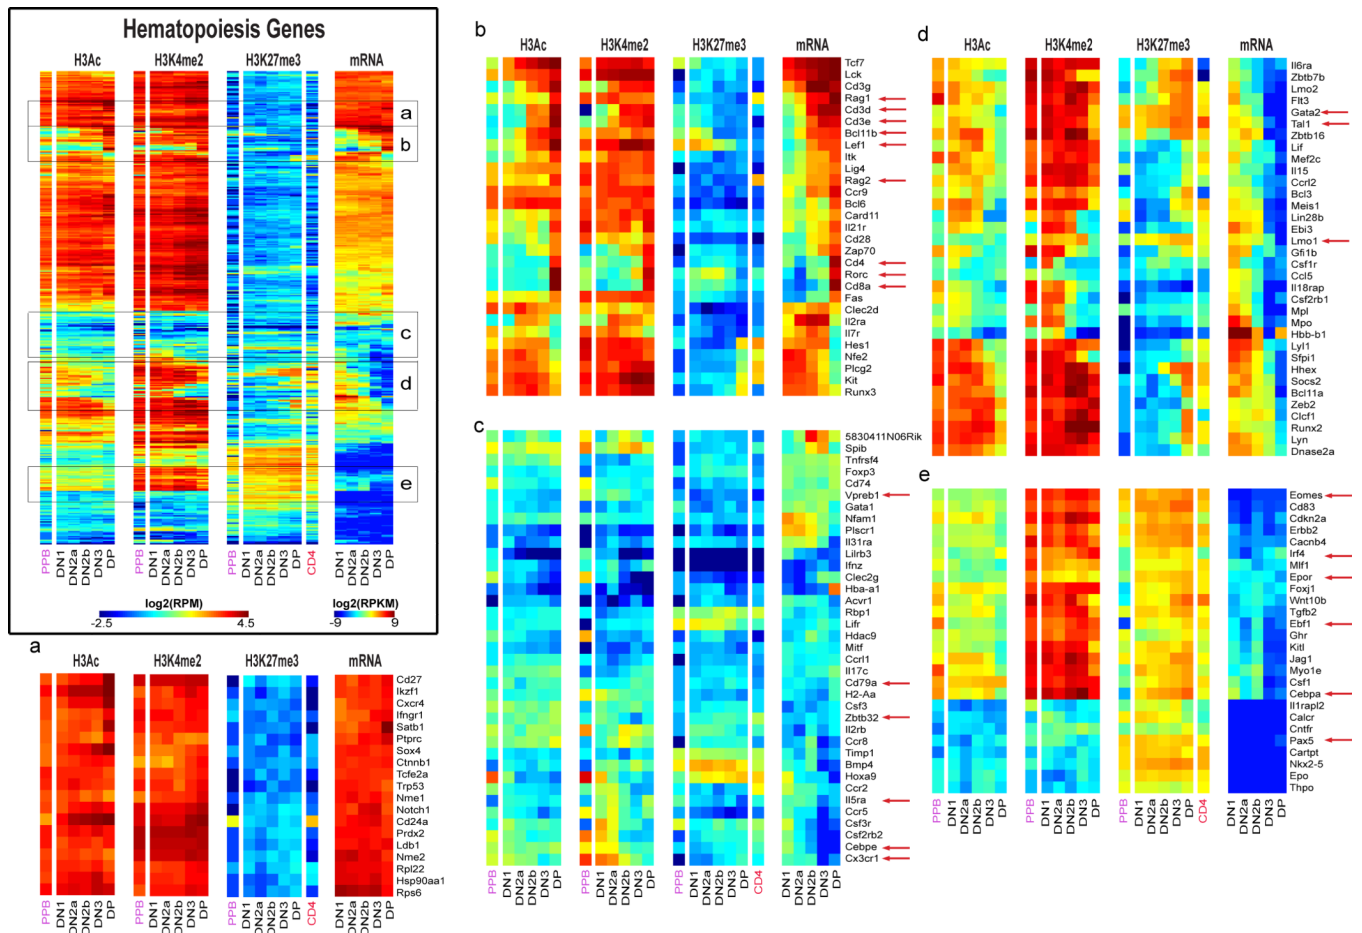 Hematopoiesis Genes
H3Ac H3K4me2 H3K27me3 mRNA
a
b
c
d
e
PPB DN1 DN2a DN2b DN3 DP PPB DN1 DN2a DN2b DN3 DP PPB DN1 DN2a DN2b DN3 DP CD4 DN1 DN2a DN2b DN3 DP
log2(RPM) log2(RPKM)
-2.5 4.5 -9 9
a
H3Ac H3K4me2 H3K27me3 mRNA
Cd27
Ikzf1
Cxcr4
Ifngr1
Satb1
Ptprc
Sox4
Ctnnb1
Tcfe2a
Trp53
Nme1
Notch1
Cd24a
Prdx2
Ldb1
Nme2
Rpl22
Hsp90aa1
Rps6
PPB DN1 DN2a DN2b DN3 DP PPB DN1 DN2a DN2b DN3 DP PPB DN1 DN2a DN2b DN3 DP CD4 DN1 DN2a DN2b DN3 DP
b
H3Ac H3K4me2 H3K27me3 mRNA
Tcf7
Lck
Cd3g
Rag1
Cd3d
Cd3e
Bcl11b
Lef1
Itk
Lig4
Rag2
Ccr9
Bcl6
Card11
Il21r
Cd28
Zap70
Cd4
Rorc
Cd8a
Fas
Clec2d
Il2ra
Il7r
Hes1
Nfe2
Plcg2
Kit
Runx3
c
5830411N06Rik
Spib
Tnfrsf4
Foxp3
Cd74
Vpreb1
Gata1
Nfam1
Plscr1
Il31ra
Lilrb3
Ifnz
Clec2g
Hba-a1
Acvr1
Rbp1
Lifr
Hdac9
Mitf
Ccrl1
Il17c
Cd79a
H2-Aa
Csf3
Zbtb32
Il2rb
Ccr8
Timp1
Bmp4
Hoxa9
Ccr2
Il5ra
Ccr5
Csf3r
Csf2rb2
Cebpe
Cx3cr1
PPB DN1 DN2a DN2b DN3 DP PPB DN1 DN2a DN2b DN3 DP PPB DN1 DN2a DN2b DN3 DP CD4 DN1 DN2a DN2b DN3 DP
d
H3Ac H3K4me2 H3K27me3 mRNA
Il6ra
Zbtb7b
Lmo2
Flt3
Gata2
Tal1
Zbtb16
Lif
Mef2c
Il15
Ccrl2
Bcl3
Meis1
Lin28b
Ebi3
Lmo1
Gfi1b
Csf1r
Ccl5
Il18rap
Csf2rb1
Mpl
Mpo
Hbb-b1
Lyl1
Sfpi1
Hhex
Socs2
Bcl11a
Zeb2
Clcf1
Runx2
Lyn
Dnase2a
e
Eomes
Cd83
Cdkn2a
Erbb2
Cacnb4
Irf4
Mlf1
Epor
Foxj1
Wnt10b
Tgfb2
Ebf1
Ghr
Kitl
Jag1
Myo1e
Csf1
Cebpa
Il1rapl2
Calcr
Cntfr
Pax5
Cartpt
Nkx2-5
Epo
Thpo
PPB DN1 DN2a DN2b DN3 DP PPB DN1 DN2a DN2b DN3 DP PPB DN1 DN2a DN2b DN3 DP CD4 DN1 DN2a DN2b DN3 DP